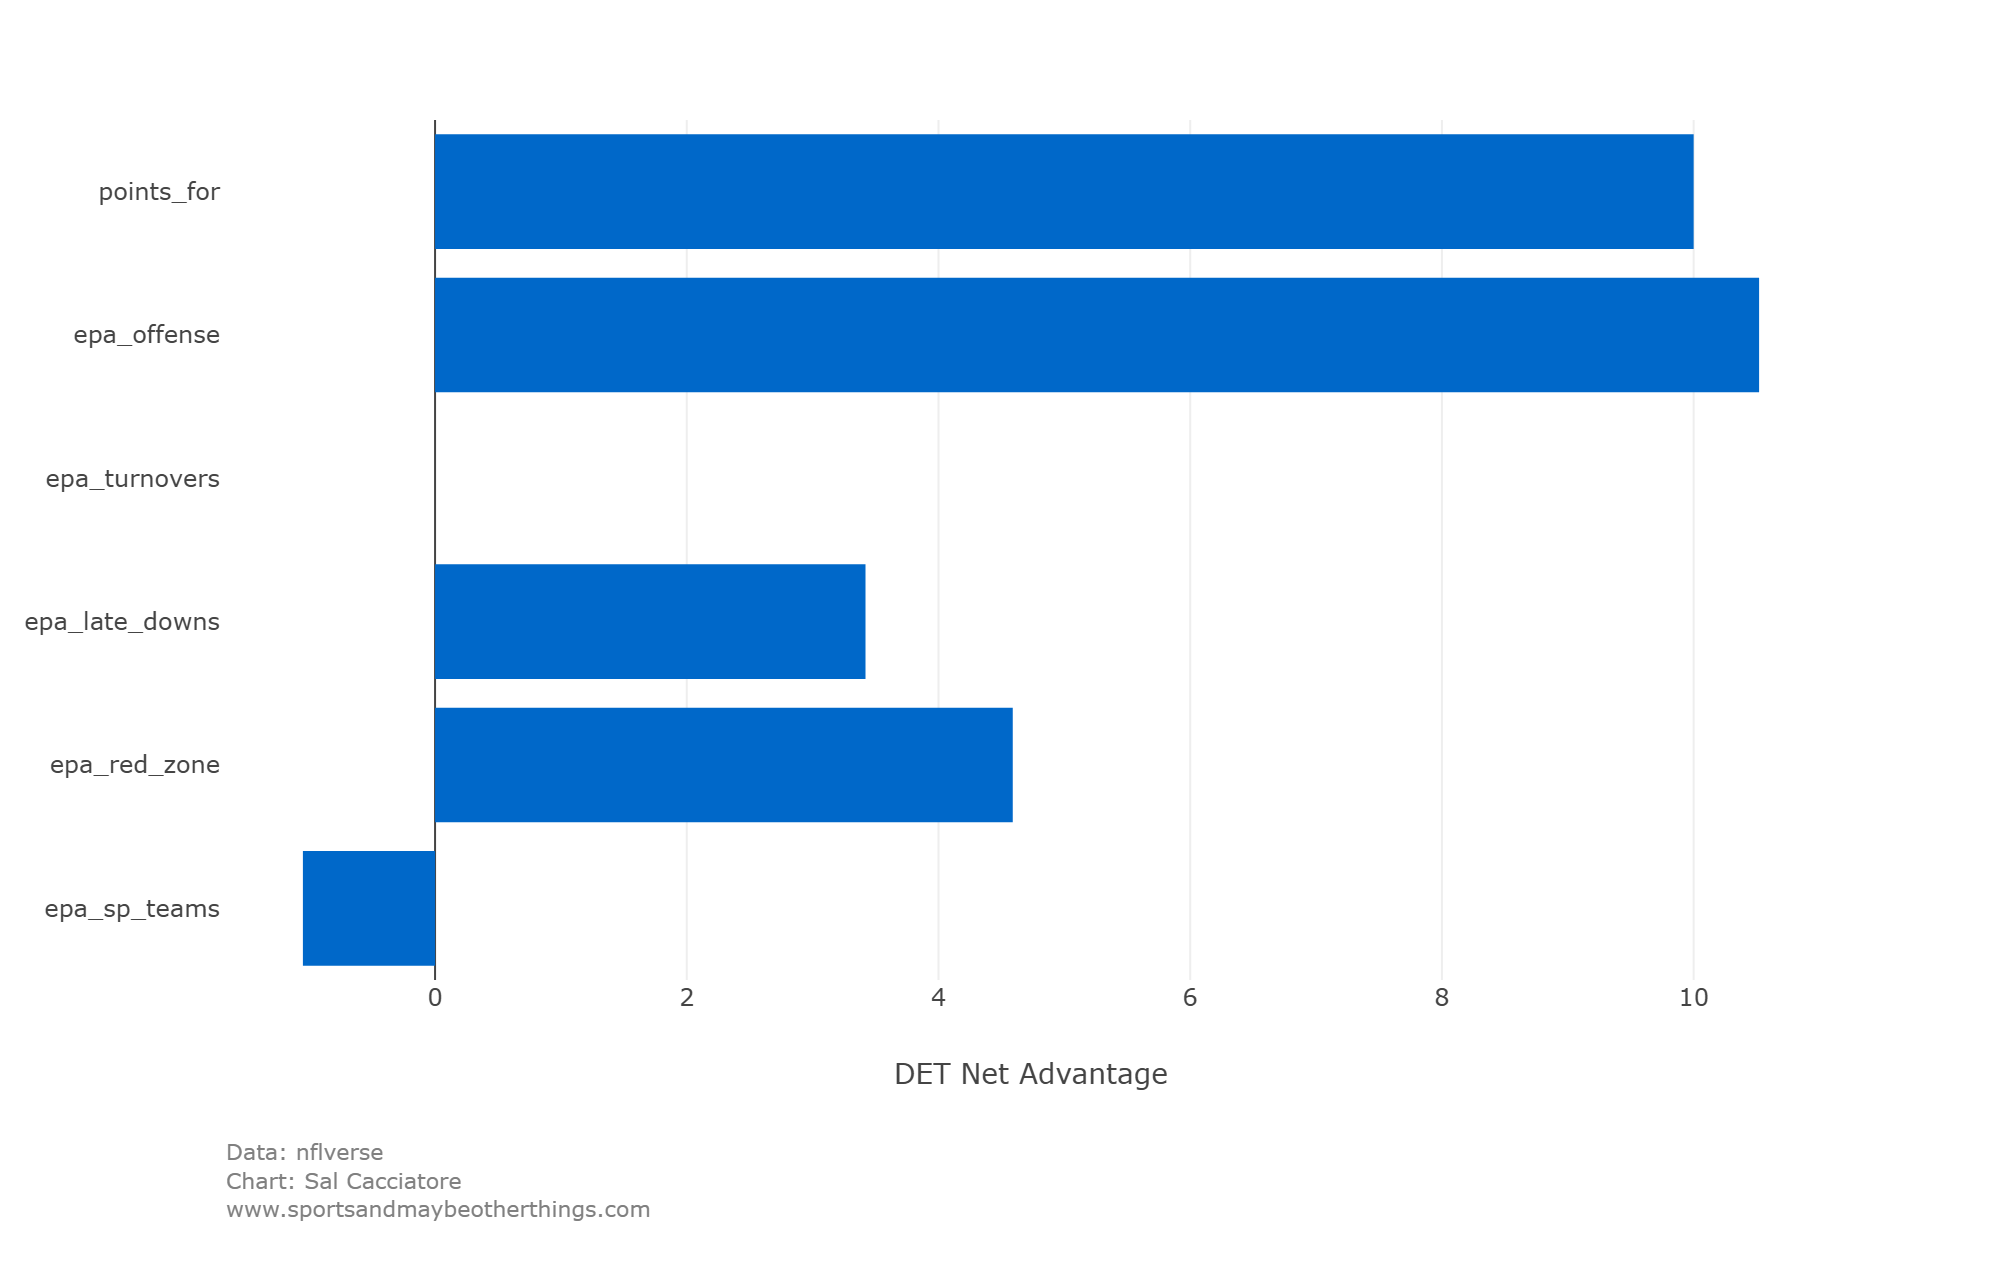 points_for
epa_offense
epa_turnovers
epa_late_downs
epa_red_zone
epa_sp_teams
0 2 4 6 8 10
DET Net Advantage
Data: nflverse
Chart: Sal Cacciatore
www.sportsandmaybeotherthings.com